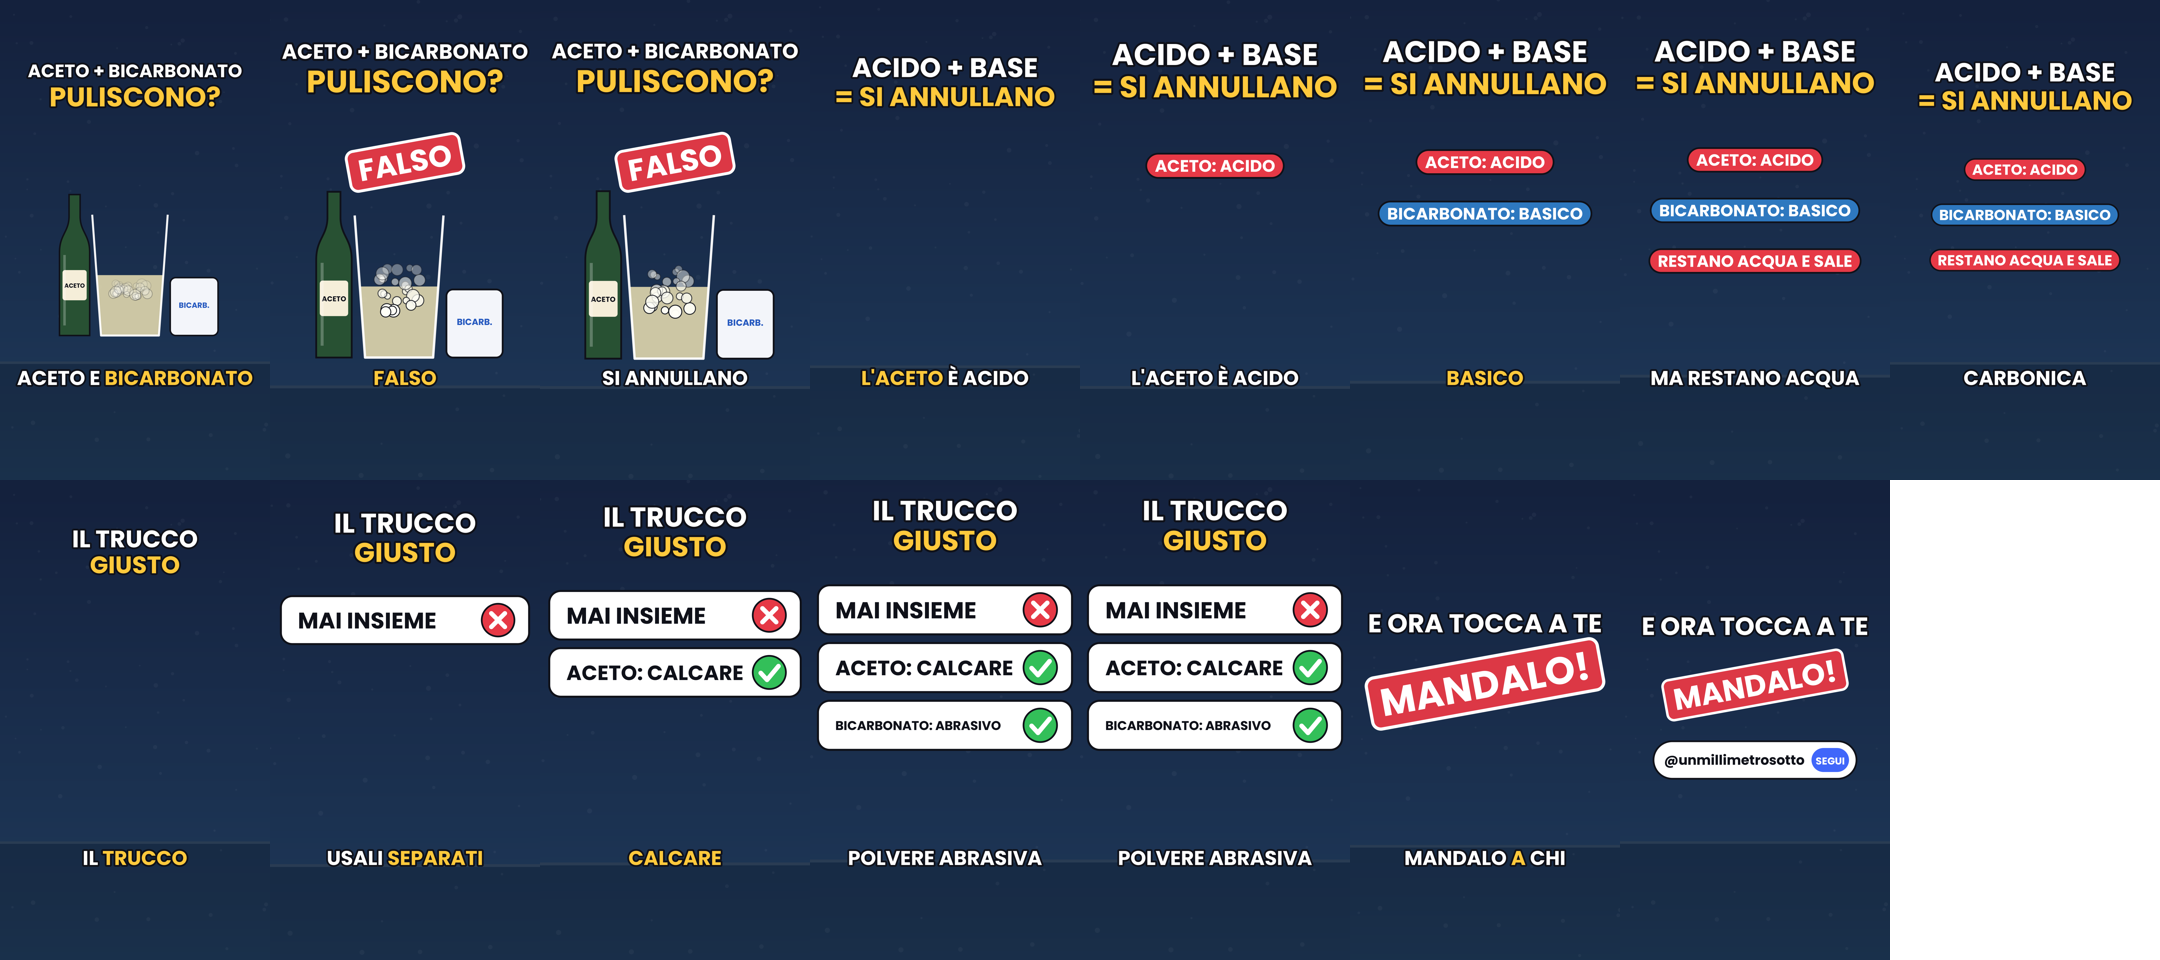 ACETO + BICARBONATO
PULISCONO?
ACETO
BICARB.
ACETO E BICARBONATO
ACETO + BICARBONATO
PULISCONO?
FALSO
ACETO
BICARB.
FALSO
ACETO + BICARBONATO
PULISCONO?
FALSO
ACETO
BICARB.
SI ANNULLANO
ACIDO + BASE
= SI ANNULLANO
L'ACETO È ACIDO
ACIDO + BASE
= SI ANNULLANO
ACETO: ACIDO
L'ACETO È ACIDO
ACIDO + BASE
= SI ANNULLANO
ACETO: ACIDO
BICARBONATO: BASICO
BASICO
ACIDO + BASE
= SI ANNULLANO
ACETO: ACIDO
BICARBONATO: BASICO
RESTANO ACQUA E SALE
MA RESTANO ACQUA
ACIDO + BASE
= SI ANNULLANO
ACETO: ACIDO
BICARBONATO: BASICO
RESTANO ACQUA E SALE
CARBONICA
IL TRUCCO
GIUSTO
IL TRUCCO
IL TRUCCO
GIUSTO
MAI INSIEME
USALI SEPARATI
IL TRUCCO
GIUSTO
MAI INSIEME
ACETO: CALCARE
CALCARE
IL TRUCCO
GIUSTO
MAI INSIEME
ACETO: CALCARE
BICARBONATO: ABRASIVO
POLVERE ABRASIVA
IL TRUCCO
GIUSTO
MAI INSIEME
ACETO: CALCARE
BICARBONATO: ABRASIVO
POLVERE ABRASIVA
E ORA TOCCA A TE
MANDALO!
MANDALO A CHI
E ORA TOCCA A TE
MANDALO!
@unmillimetrosotto SEGUI